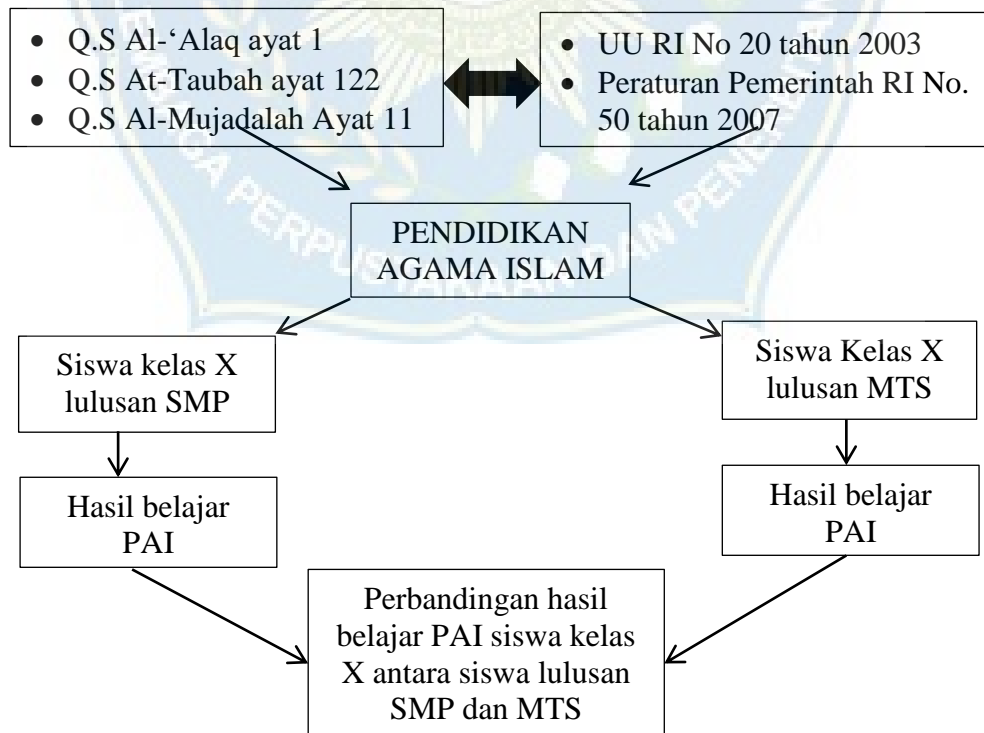 • Q.S Al-‘Alaq ayat 1
• Q.S At-Taubah ayat 122
• Q.S Al-Mujadalah Ayat 11
• UU RI No 20 tahun 2003
• Peraturan Pemerintah RI No.
50 tahun 2007
PENDIDIKAN
AGAMA ISLAM
Siswa kelas X
lulusan SMP
Siswa Kelas X
lulusan MTS
Hasil belajar
PAI
Hasil belajar
PAI
Perbandingan hasil
belajar PAI siswa kelas
X antara siswa lulusan
SMP dan MTS